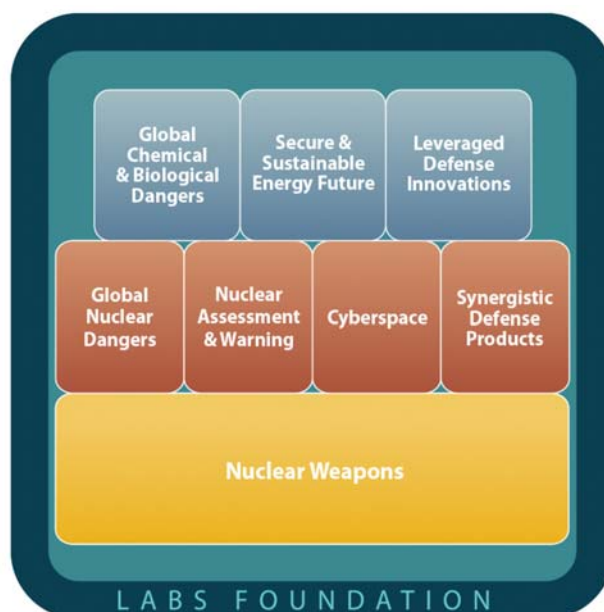 Global
Chemical
& Biological
Dangers
Secure &
Sustainable
Energy Future
Leveraged
Defense
Innovations
Global
Nuclear
Dangers
Nuclear
Assessment
& Warning
Cyberspace
Synergistic
Defense
Products
Nuclear Weapons
LABS FOUNDATION